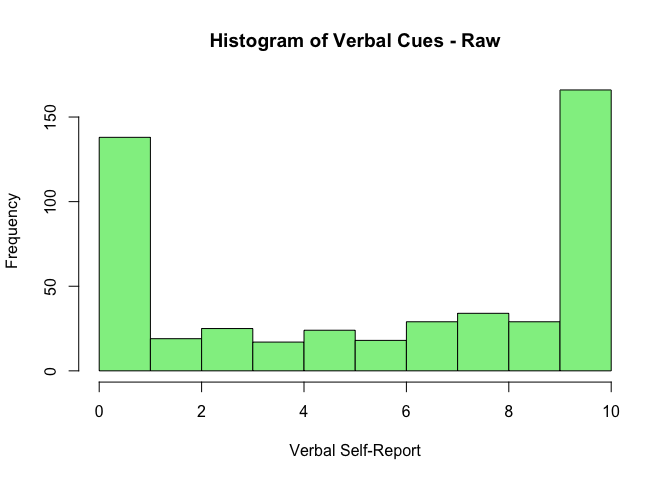 Histogram of Verbal Cues - Raw
150
100
50
0
Frequency
0 2 4 6 8 10
Verbal Self-Report